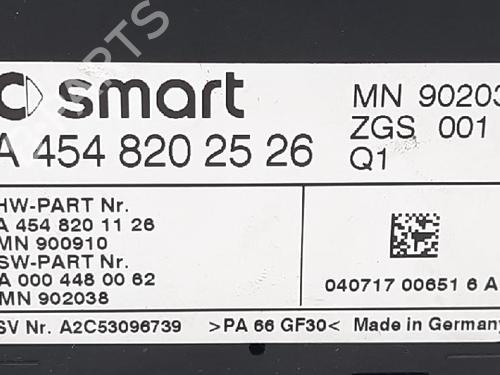 smart
A 454 820 25 26
MN 90203
ZGS 001
Q1
HW-PART Nr.
A 454 820 11 26
MN 900910
SW-PART Nr.
A 000 448 00 62
MN 902038
040717 00651 6 A
SV Nr. A2C53096739 >PA 66 GF30< Made in Germany